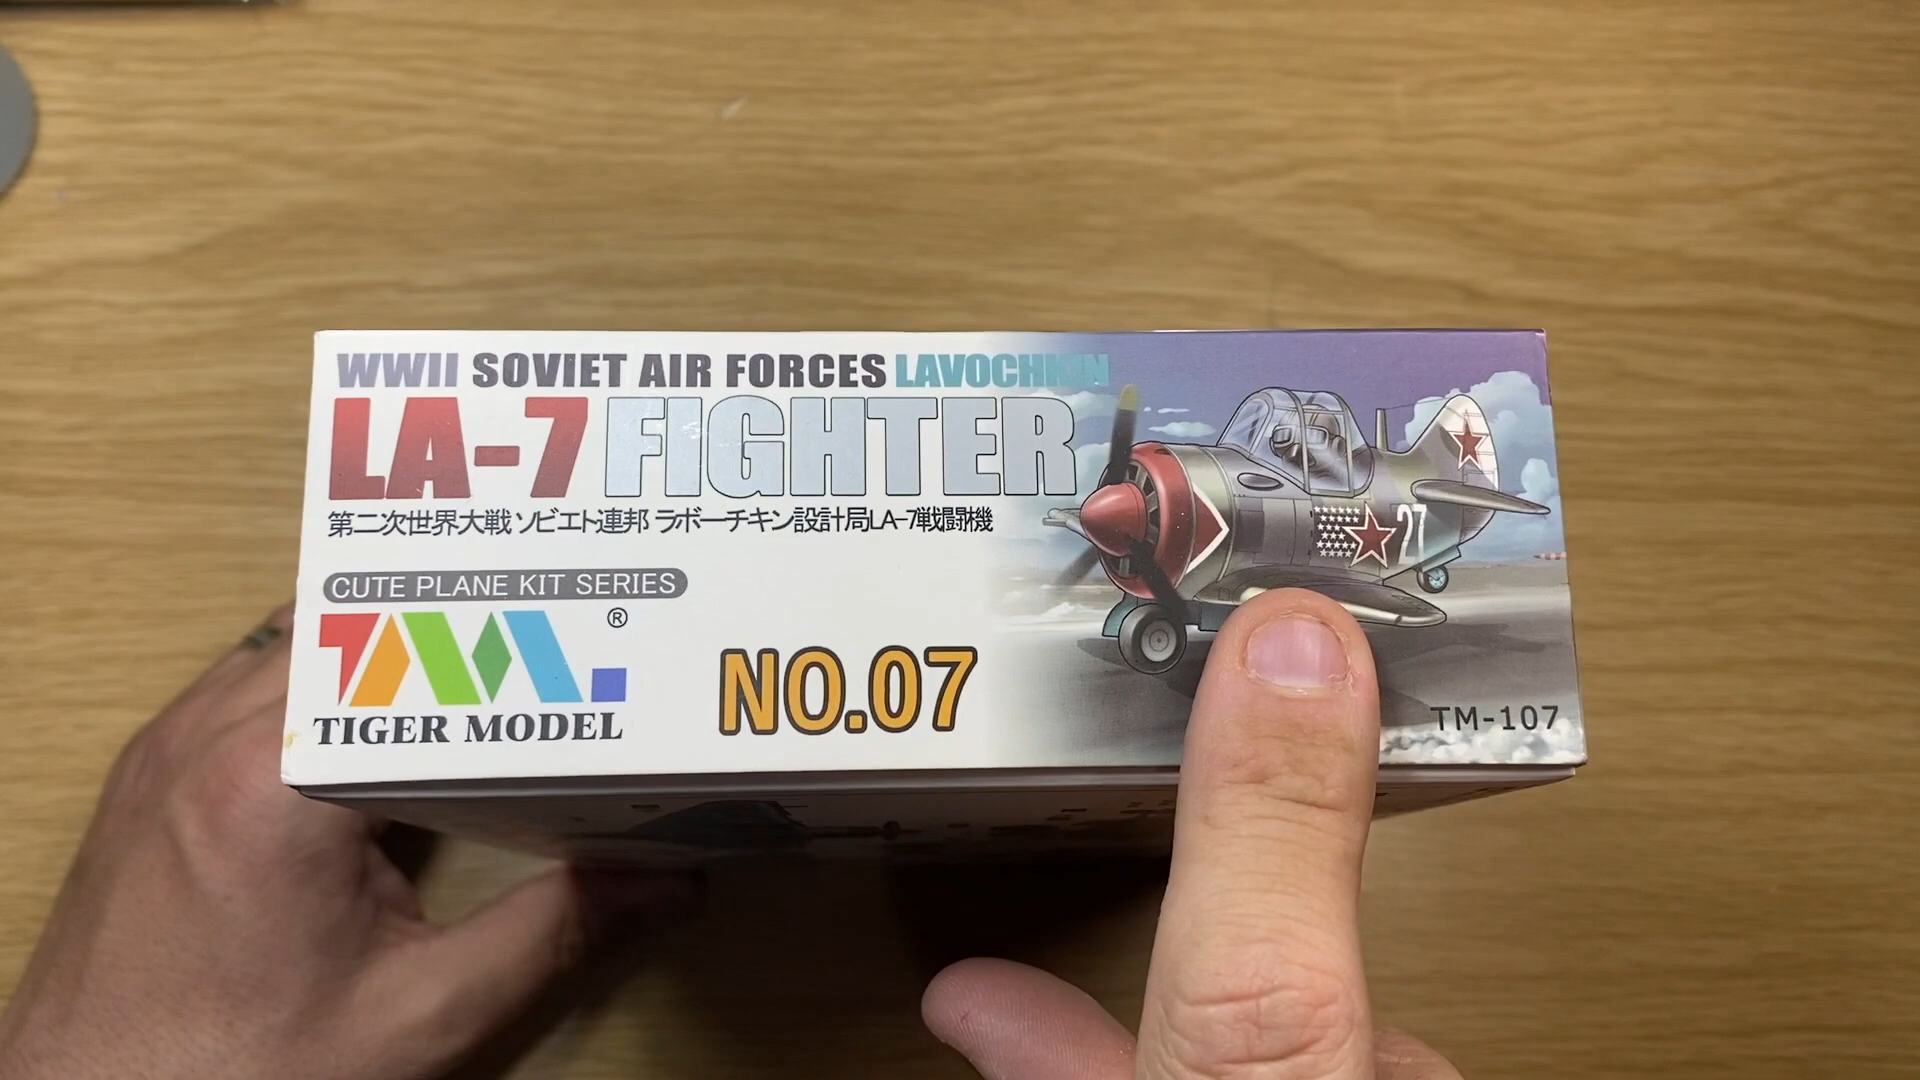 WWII SOVIET AIR FORCES LAVOCHKIN
LA-7 FIGHTER
第二次世界大戦 ソビエト連邦 ラボーチキン設計局LA-7戦闘機
CUTE PLANE KIT SERIES
®
TIGER MODEL
NO.07
27
TM-107